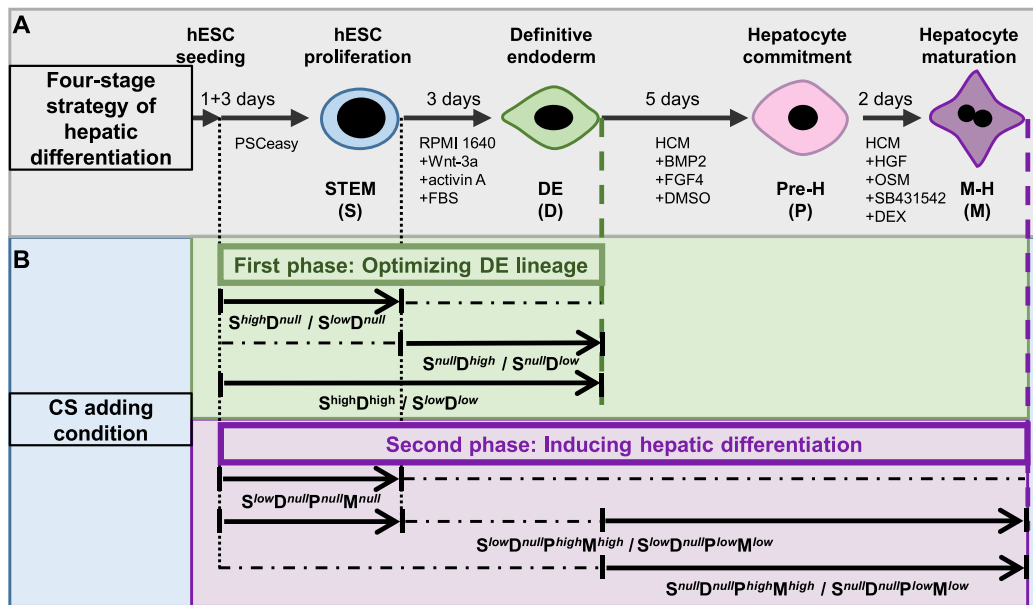 A
hESC
seeding
hESC
proliferation
Definitive
endoderm
Hepatocyte
commitment
Hepatocyte
maturation
Four-stage
strategy of
hepatic
differentiation
1+3 days
PSCeasy
STEM
(S)
3 days
RPMI 1640
+Wnt-3a
+activin A
+FBS
DE
(D)
5 days
HCM
+BMP2
+FGF4
+DMSO
Pre-H
(P)
2 days
HCM
+HGF
+OSM
+SB431542
+DEX
M-H
(M)
B
CS adding
condition
First phase: Optimizing DE lineage
ShighDnull / SlowDnull
SnullDhigh / SnullDlow
ShighDhigh / SlowDlow
Second phase: Inducing hepatic differentiation
SlowDnullPnullMnull
SlowDnullPhighMhigh / SlowDnullPlowMlow
SnullDnullPhighMhigh / SnullDnullPlowMlow